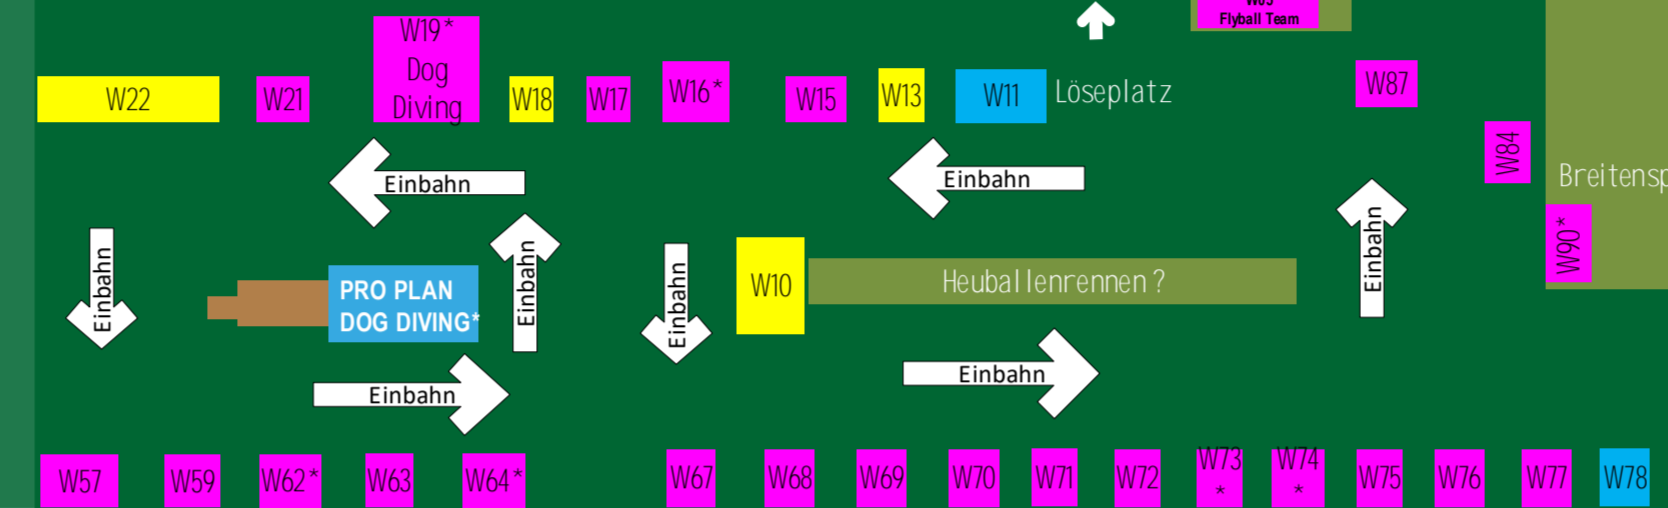 W03
Flyball Team
W19*
Dog
Diving
W22
W21
W18
W17
W16*
W15
W13
W11
Löseplatz
W87
W84
Breitensp
W90*
Einbahn
Einbahn
Einbahn
Einbahn
Einbahn
Einbahn
PRO PLAN
DOG DIVING*
W10
Heuballenrennen ?
Einbahn
Einbahn
W57
W59
W62*
W63
W64*
W67
W68
W69
W70
W71
W72
W73
*
W74
*
W75
W76
W77
W78